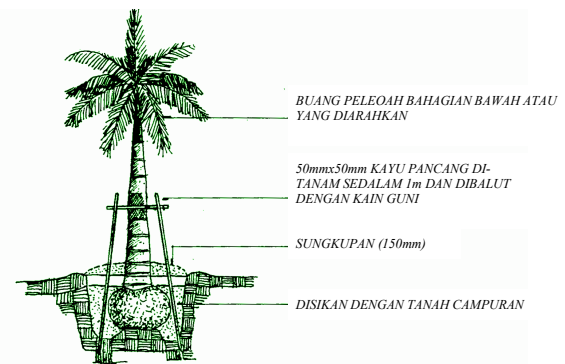 BUANG PELEOAH BAHAGIAN BAWAH ATAU
YANG DIARAHKAN
50mmx50mm KAYU PANCANG DI-
TANAM SEDALAM 1m DAN DIBALUT
DENGAN KAIN GUNI
SUNGKUPAN (150mm)
DISIKAN DENGAN TANAH CAMPURAN